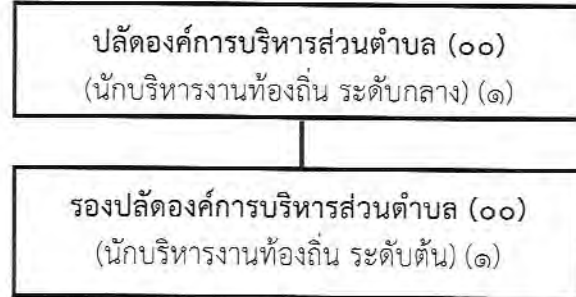 ปลัดองค์การบริหารส่วนตำบล (๐๐)
(นักบริหารงานท้องถิ่น ระดับกลาง) (๑)
รองปลัดองค์การบริหารส่วนตำบล (๐๐)
(นักบริหารงานท้องถิ่น ระดับต้น) (๑)